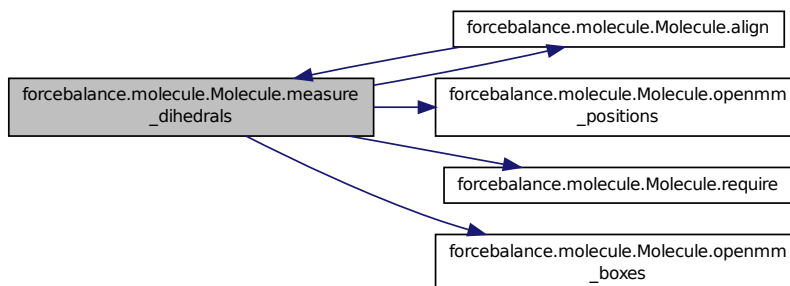 forcebalance.molecule.Molecule.align
forcebalance.molecule.Molecule.measure
_dihedrals
forcebalance.molecule.Molecule.openmm
_positions
forcebalance.molecule.Molecule.require
forcebalance.molecule.Molecule.openmm
_boxes